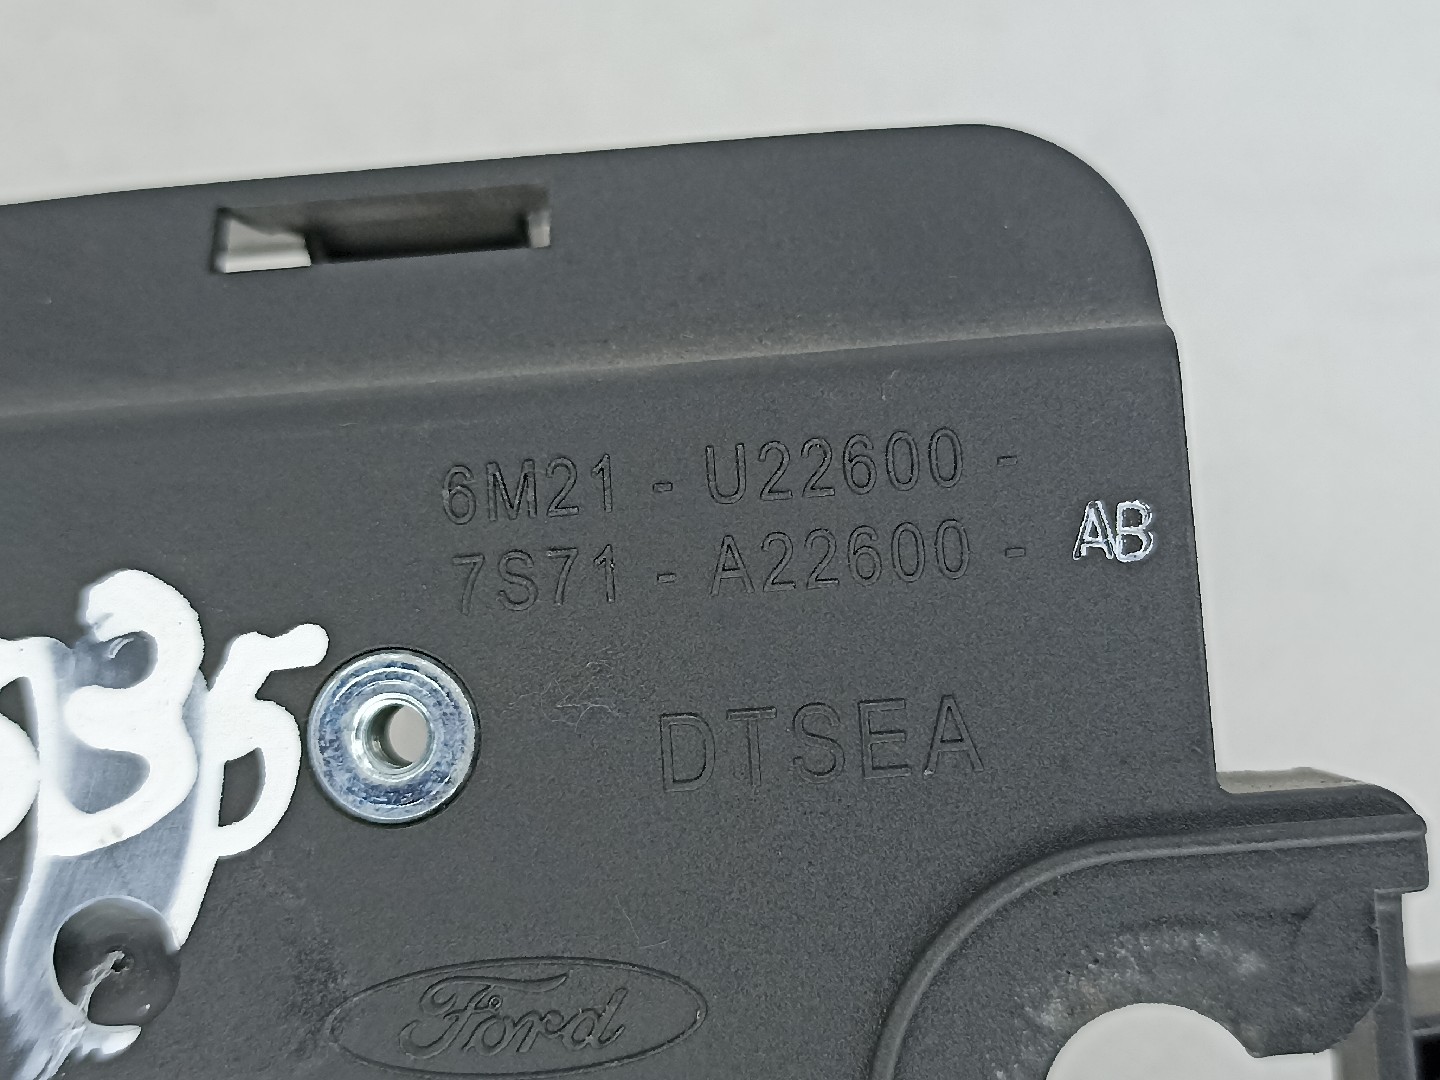 6M21 - U22600 -
7S71 - A22600 - AB
DTSEA
Ford